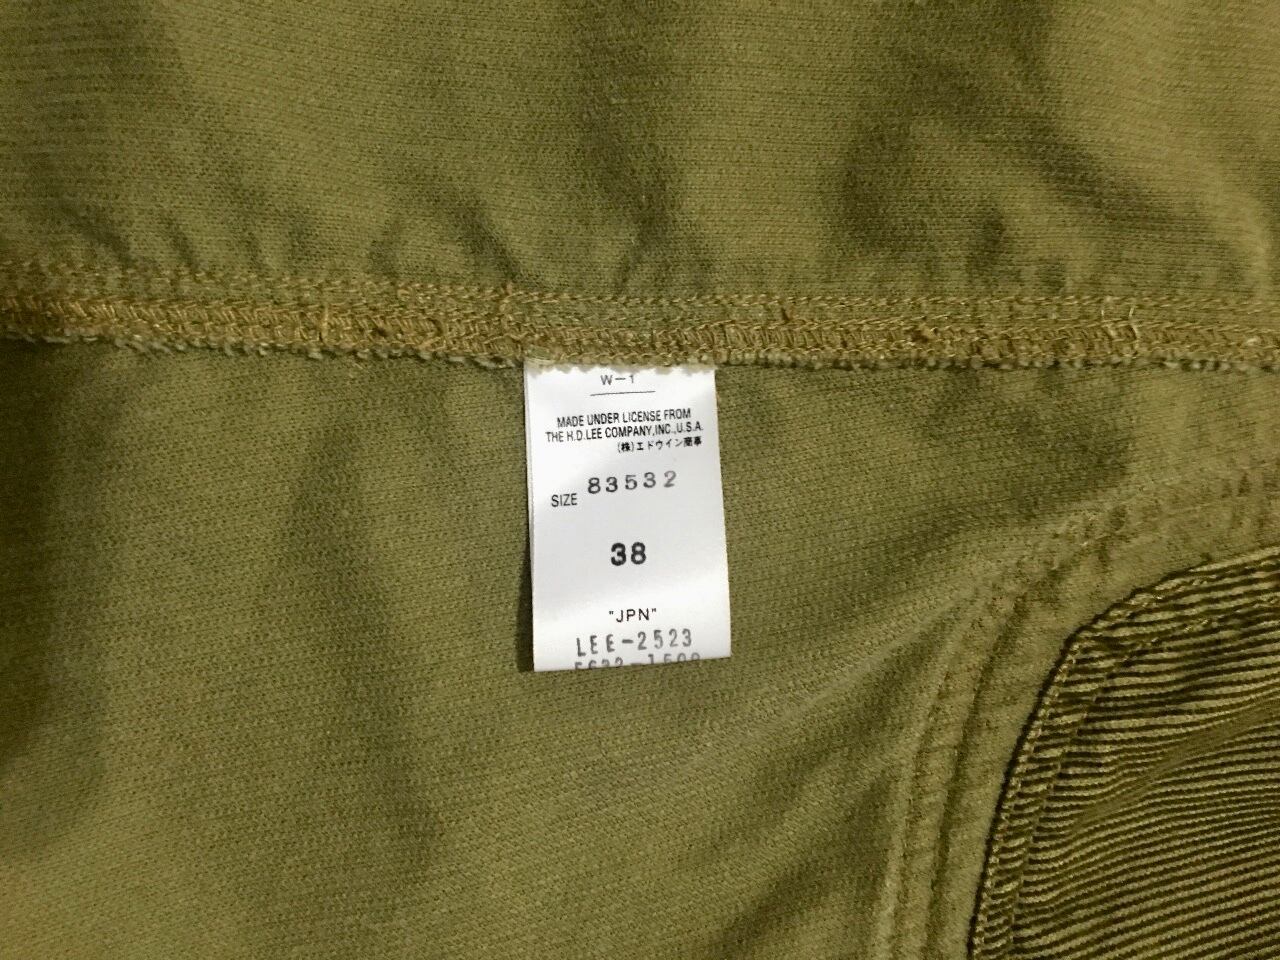 W-1
MADE UNDER LICENSE FROM
THE H.D.LEE COMPANY,INC.,U.S.A.
(株)エドウイン商事
83532
SIZE
38
"JPN"
LEE-2523